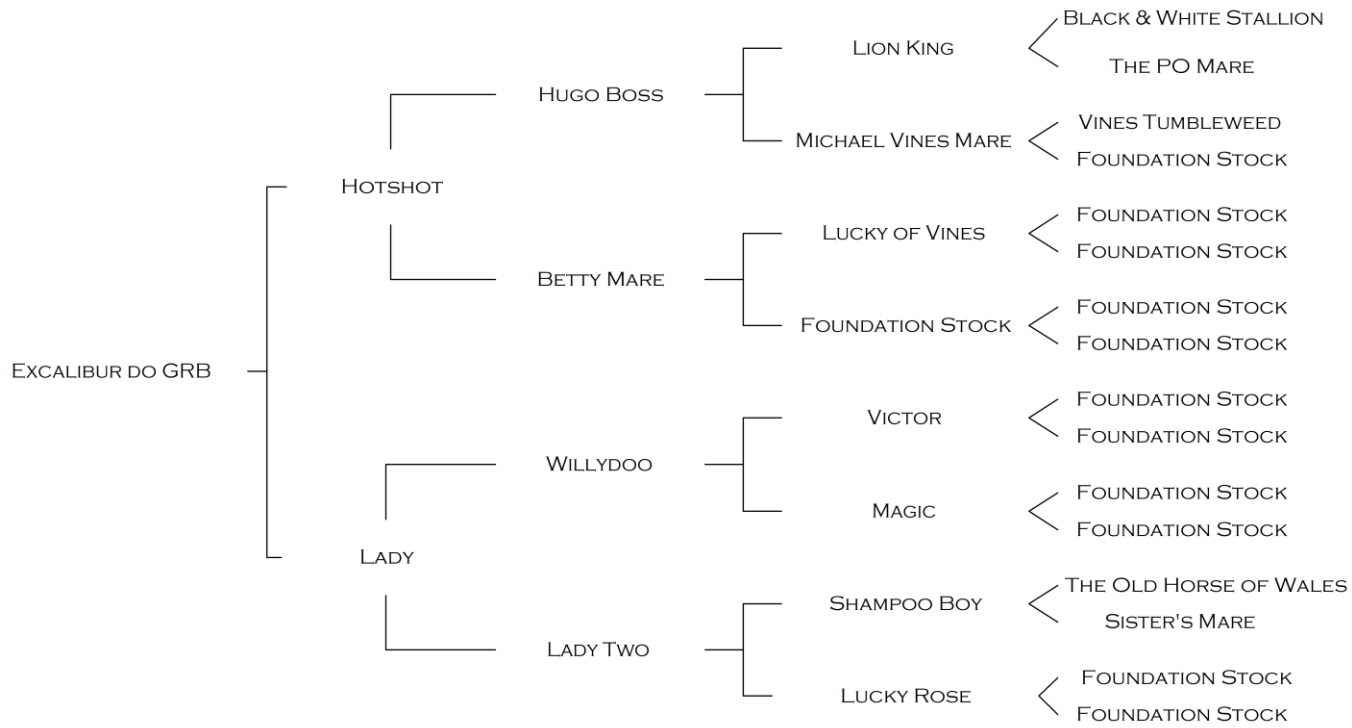 Black & White Stallion
Lion King
The PO Mare
Hugo Boss
Vines Tumbleweed
Michael Vines Mare
Foundation Stock
Hotshot
Foundation Stock
Lucky of Vines
Foundation Stock
Betty Mare
Foundation Stock
Foundation Stock
Foundation Stock
Excalibur do GRB
Foundation Stock
Victor
Foundation Stock
Willydoo
Foundation Stock
Magic
Foundation Stock
Lady
The Old Horse of Wales
Shampoo Boy
Sister's Mare
Lady Two
Foundation Stock
Lucky Rose
Foundation Stock